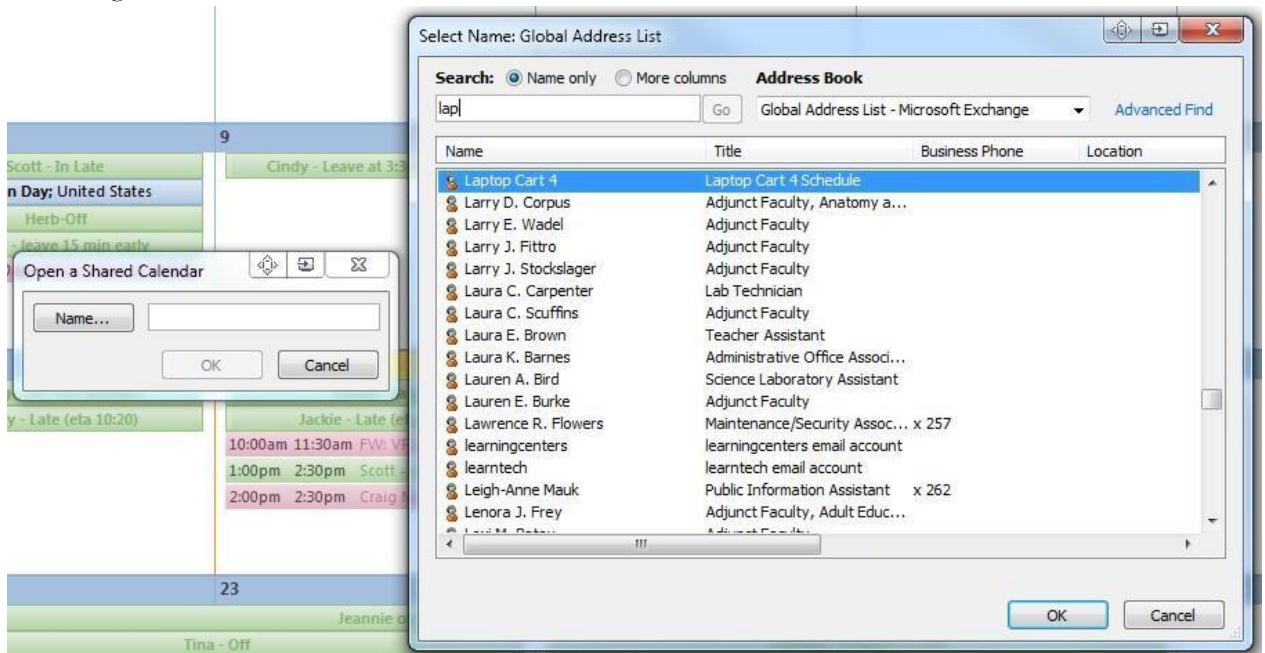 Select Name: Global Address List
Search: Name only More columns Address Book
lap Go Global Address List - Microsoft Exchange Advanced Find
Name Title Business Phone Location
Laptop Cart 4 Laptop Cart 4 Schedule
Larry D. Corpus Adjunct Faculty, Anatomy a...
Larry E. Wadel Adjunct Faculty
Larry J. Fittro Adjunct Faculty
Larry J. Stockslager Adjunct Faculty
Laura C. Carpenter Lab Technician
Laura C. Scuffins Adjunct Faculty
Laura E. Brown Teacher Assistant
Laura K. Barnes Administrative Office Associ...
Lauren A. Bird Science Laboratory Assistant
Lauren E. Burke Adjunct Faculty
Lawrence R. Flowers Maintenance/Security Assoc... x 257
learningcenters learningcenters email account
learntech learntech email account
Leigh-Anne Mauk Public Information Assistant x 262
Lenora J. Frey Adjunct Faculty, Adult Educ...
OK Cancel
9
Scott - In Late Cindy - Leave at 3:3
n Day; United States
Herb-Off
- leave 15 min early
Open a Shared Calendar
Name...
OK Cancel
y - Late (eta 10:20) Jackie - Late (e
10:00am 11:30am FW:
1:00pm 2:30pm Scott -
2:00pm 2:30pm Craig
23
Jeannie o
Tina - Off